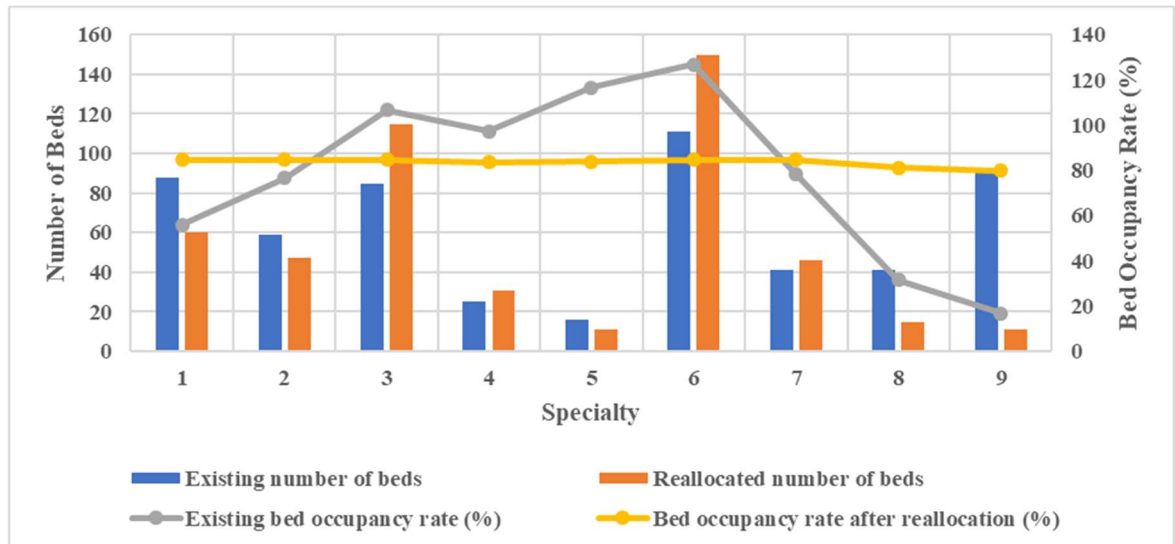 160
140
120
100
80
60
40
20
0
Number of Beds
140
120
100
80
60
40
20
0
Bed Occupancy Rate (%)
1 2 3 4 5 6 7 8 9
Specialty
Existing number of beds
Reallocated number of beds
Existing bed occupancy rate (%)
Bed occupancy rate after reallocation (%)